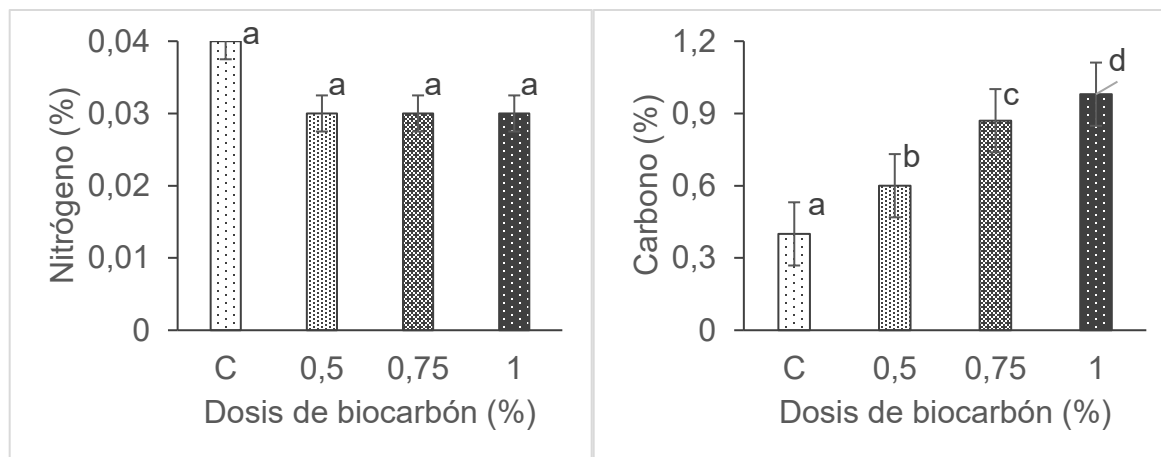 Nitrógeno (%)
0,04
0,03
0,02
0,01
0
a
a
a
a
C 0,5 0,75 1
Dosis de biocarbón (%)
Carbono (%)
1,2
0,9
0,6
0,3
0
a
b
c
d
C 0,5 0,75 1
Dosis de biocarbón (%)